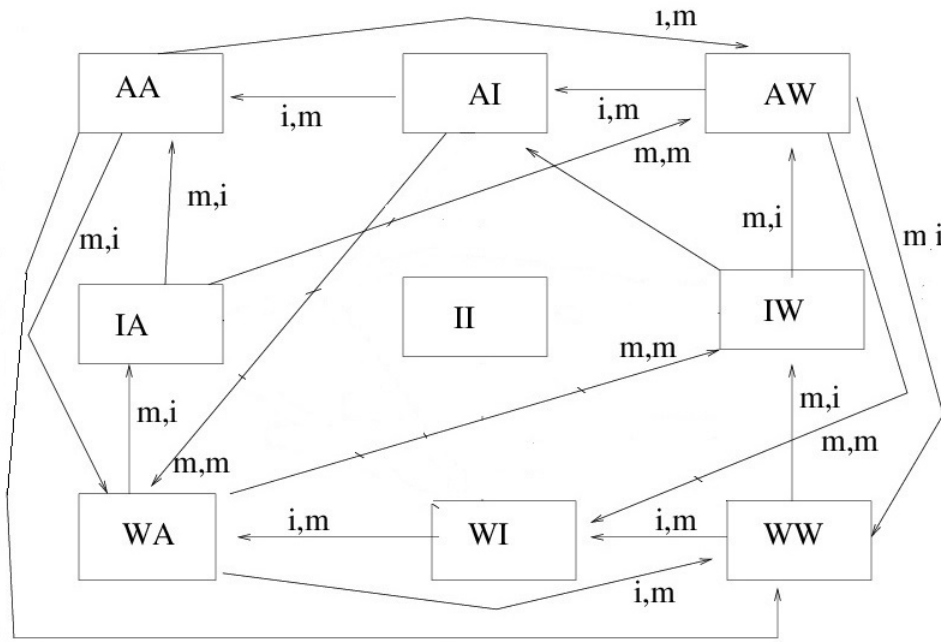 i,m
AA AI AW
i,m i,m
m,m
m,i m,i
m,i m,i
IA II IW
m,m
m,i m,i
m,m m,m
WA i,m WI i,m WW
i,m